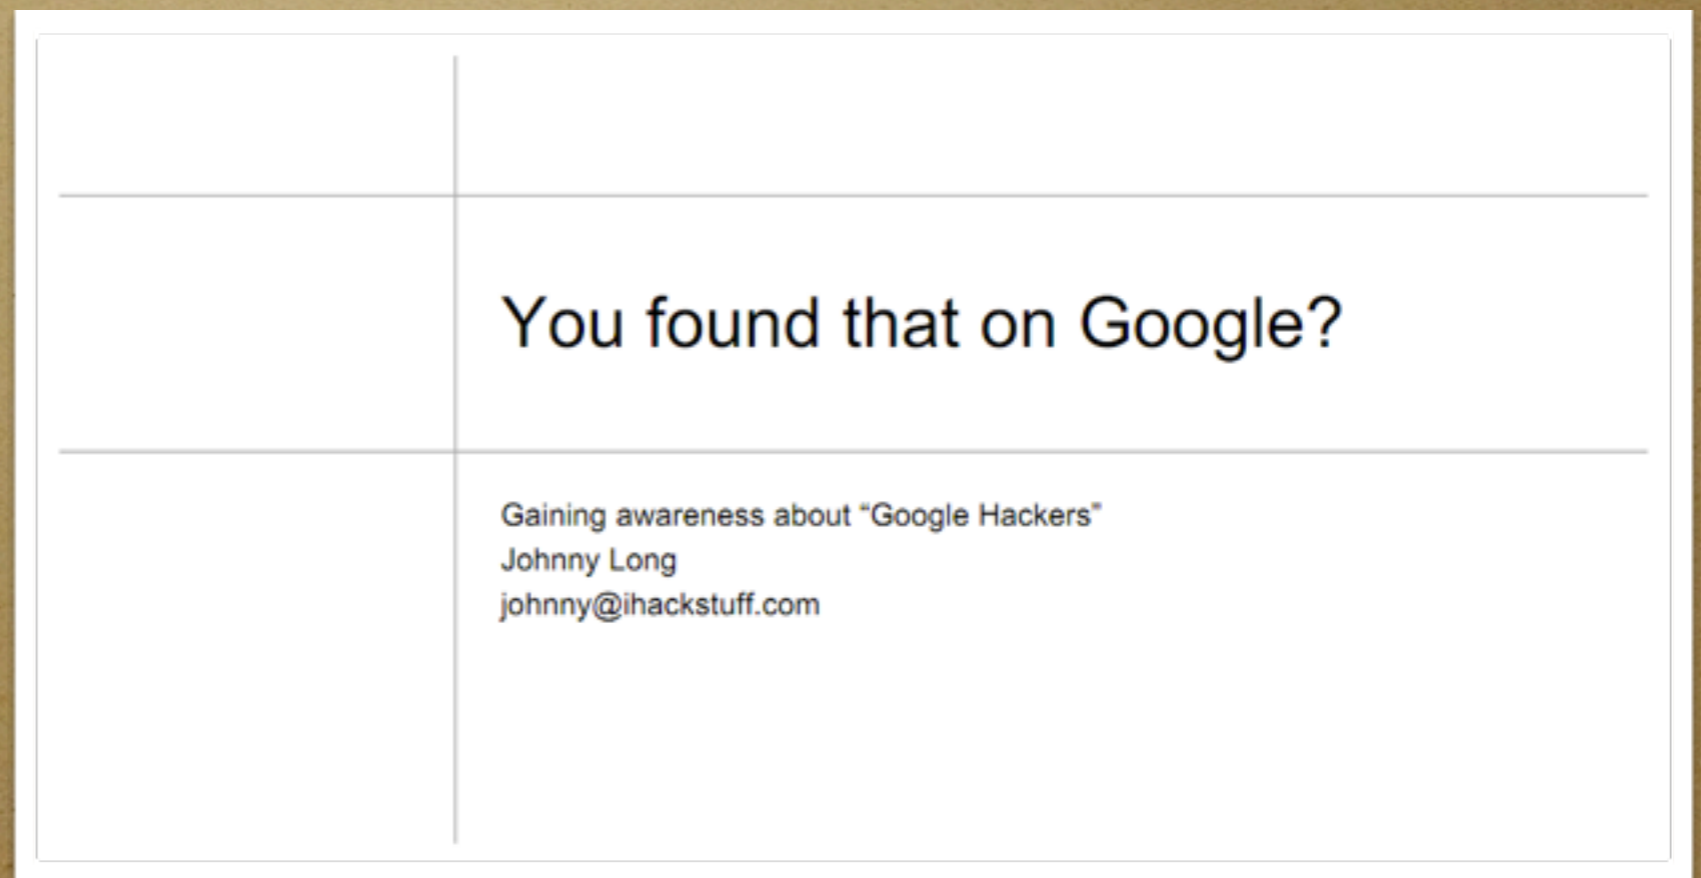 You found that on Google?
Gaining awareness about “Google Hackers”
Johnny Long
johnny@ihackstuff.com